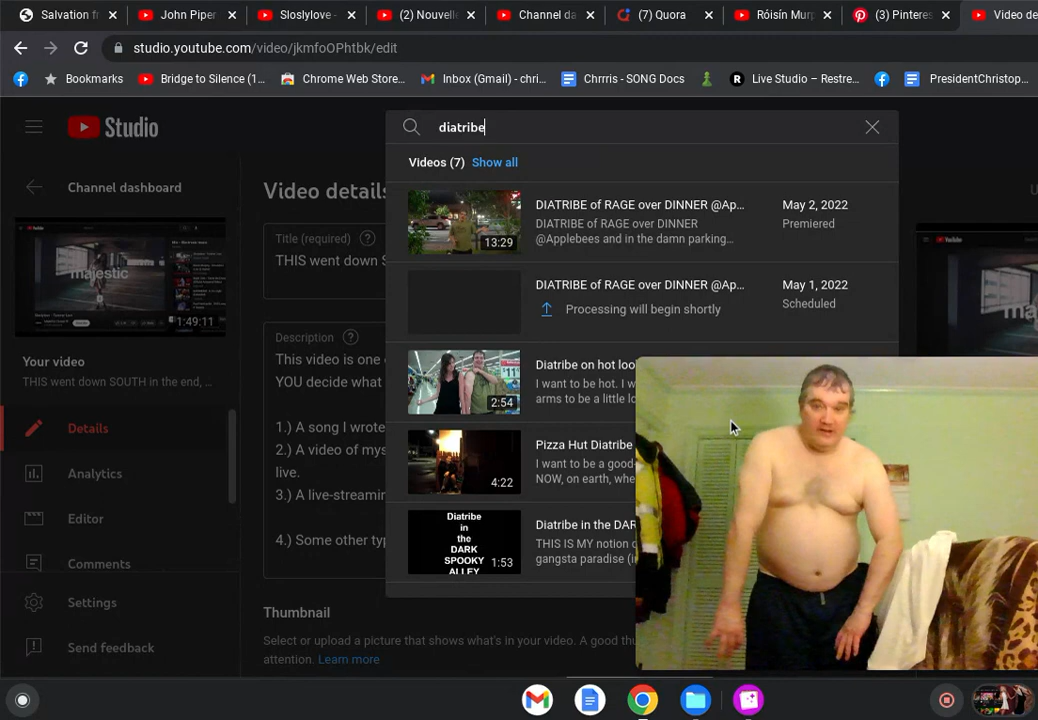 Salvation fr
John Piper
Sloslylove -
(2) Nouvelle
Channel da
(7) Quora
Róisín Murp
(3) Pinteres
Video de
studio.youtube.com/video/jkmfoOPhtbk/edit
Bookmarks
Bridge to Silence (1...
Chrome Web Store...
Inbox (Gmail) – chri...
Chrrris - SONG Docs
Live Studio – Restre...
PresidentChristop...
Studio
diatribe
Videos (7) Show all
Channel dashboard
Video details
DIATRIBE of RAGE over DINNER @Ap...
May 2, 2022
DIATRIBE of RAGE over DINNER
Premiered
@Applebees and in the damn parking...
13:29
Title (required)
THIS went down S
DIATRIBE of RAGE over DINNER @Ap...
May 1, 2022
Processing will begin shortly
Scheduled
majestic
1:49:11
Description
This video is one
YOU decide what
Your video
THIS went down SOUTH in the end, ...
Diatribe on hot loo
I want to be hot. I w
arms to be a little lo
2:54
1.) A song I wrote
2.) A video of mys
live.
3.) A live-streamin
4.) Some other typ
Details
Analytics
Editor
Comments
Settings
Send feedback
Pizza Hut Diatribe
I want to be a good-
NOW, on earth, whe
4:22
Diatribe
in
the
DARK
SPOOKY
ALLEY
1:53
Diatribe in the DAR
THIS IS MY notion o
gangsta paradise (in
Thumbnail
Select or upload a picture that shows what's in your video. A good thu
attention. Learn more